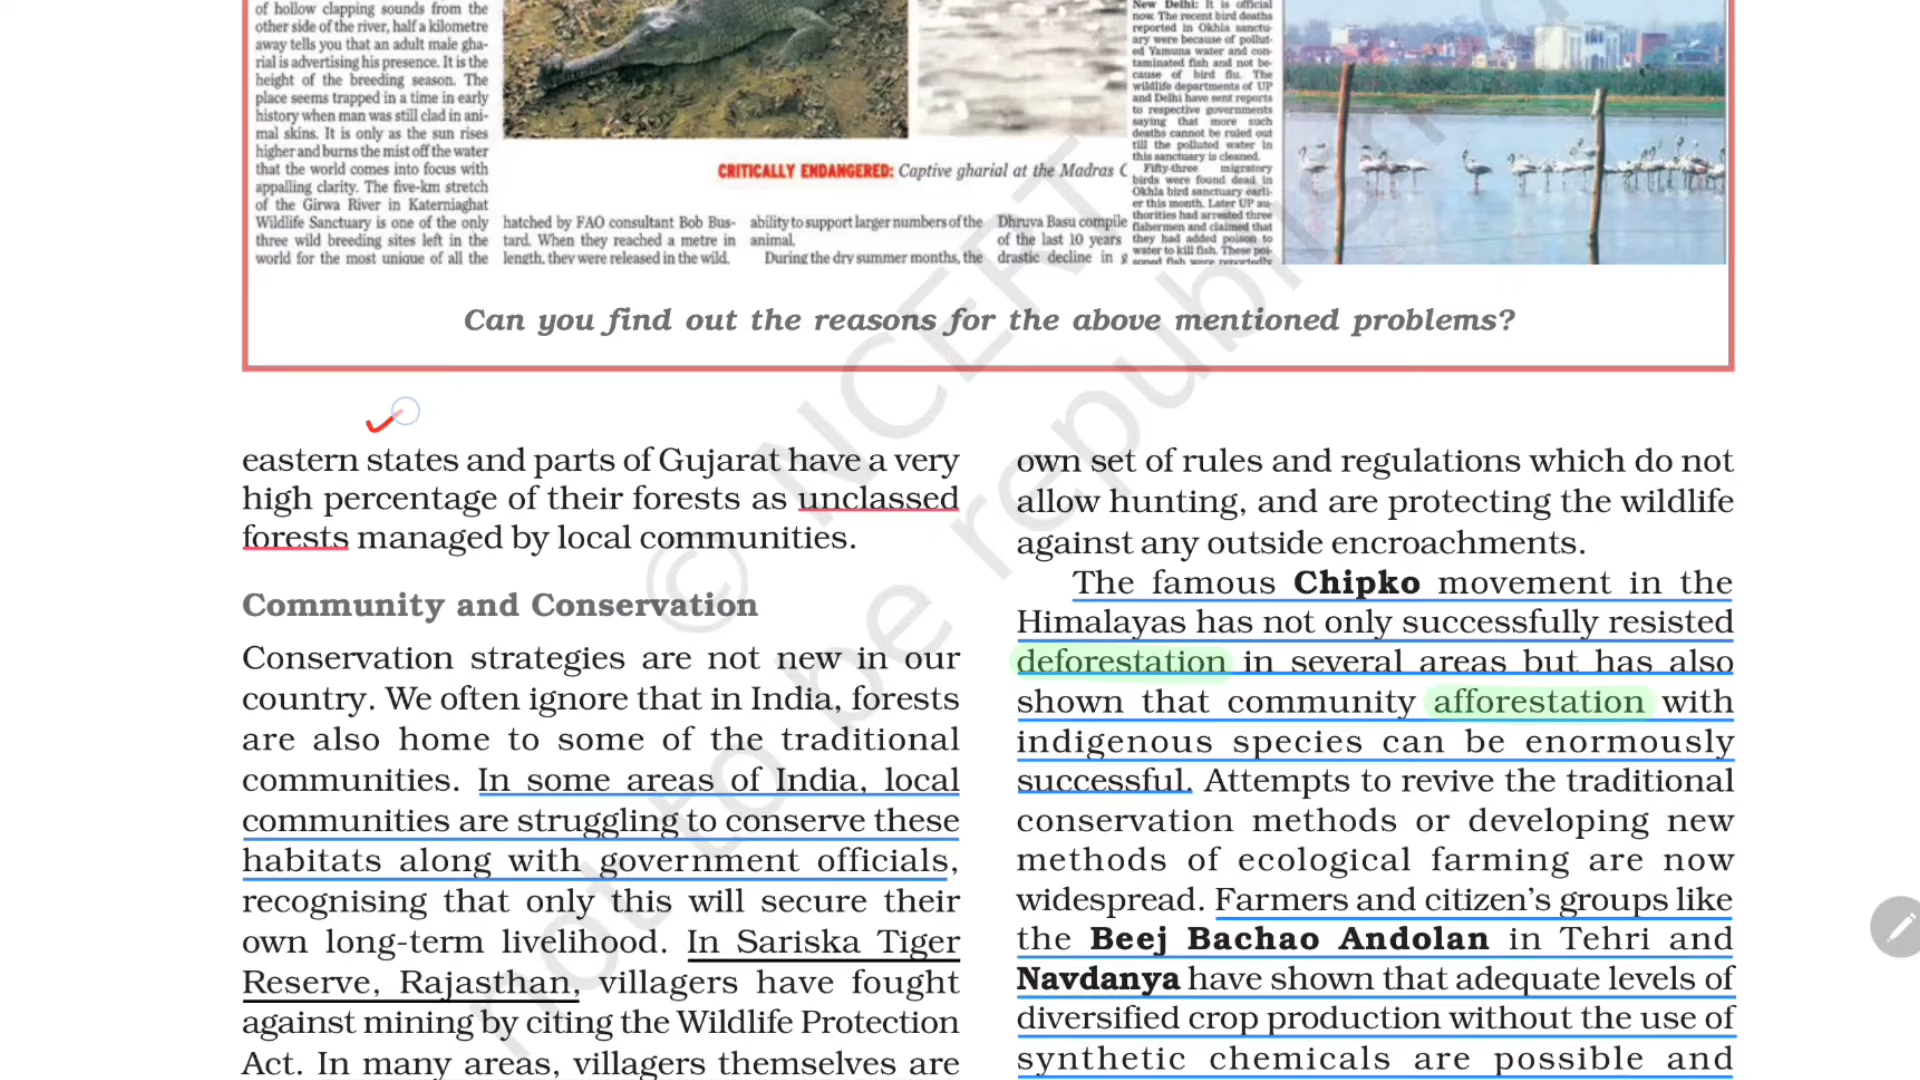 of hollow clapping sounds from the
other side of the river, half a kilometre
away tells you that an adult male gha-
rial is advertising his presence. It is the
height of the breeding season. The
place seems trapped in a time in early
history when man was still clad in ani-
mal skins. It is only as the sun rises
higher and burns the mist off the water
that the world comes into focus with
appalling clarity. The five-km stretch
of the Girwa River in Katerniaghat
Wildlife Sanctuary is one of the only
three wild breeding sites left in the
world for the most unique of all the
CRITICALLY ENDANGERED: Captive gharial at the Madras C
hatched by FAO consultant Bob Bus-
tard. When they reached a metre in
length, they were released in the wild.
ability to support larger numbers of the
animal.
During the dry summer months, the
Dhruva Basu compile
of the last 10 years
drastic decline in g
New Delhi: It is official
now. The recent bird deaths
reported in Okhla sanctu-
ary were because of pollut-
ed Yamuna water and con-
taminated fish and not be-
cause of bird flu. The
wildlife departments of UP
and Delhi have sent reports
to respective governments
saying that more such
deaths cannot be ruled out
till the polluted water in
this sanctuary is cleaned.
Fifty-three migratory
birds were found dead in
Okhla bird sanctuary earli-
er this month. Later UP au-
thorities had arrested three
fishermen and claimed that
they had added poison to
water to kill fish. These poi-
soned fish were reportedly
Can you find out the reasons for the above mentioned problems?
eastern states and parts of Gujarat have a very
high percentage of their forests as unclassed
forests managed by local communities.
Community and Conservation
Conservation strategies are not new in our
country. We often ignore that in India, forests
are also home to some of the traditional
communities. In some areas of India, local
communities are struggling to conserve these
habitats along with government officials,
recognising that only this will secure their
own long-term livelihood. In Sariska Tiger
Reserve, Rajasthan, villagers have fought
against mining by citing the Wildlife Protection
Act. In many areas, villagers themselves are
own set of rules and regulations which do not
allow hunting, and are protecting the wildlife
against any outside encroachments.
The famous Chipko movement in the
Himalayas has not only successfully resisted
deforestation in several areas but has also
shown that community afforestation with
indigenous species can be enormously
successful. Attempts to revive the traditional
conservation methods or developing new
methods of ecological farming are now
widespread. Farmers and citizen's groups like
the Beej Bachao Andolan in Tehri and
Navdanya have shown that adequate levels of
diversified crop production without the use of
synthetic chemicals are possible and
© NCERT
not to be republish